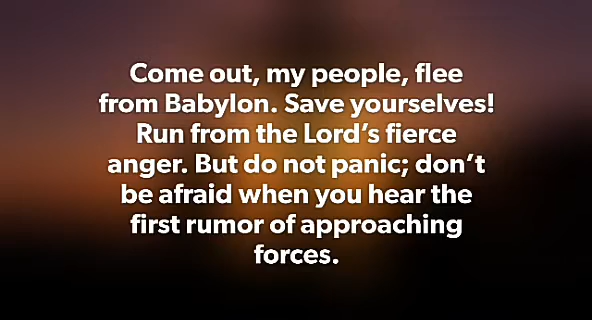 Come out, my people, flee
from Babylon. Save yourselves!
Run from the Lord’s fierce
anger. But do not panic; don’t
be afraid when you hear the
first rumor of approaching
forces.